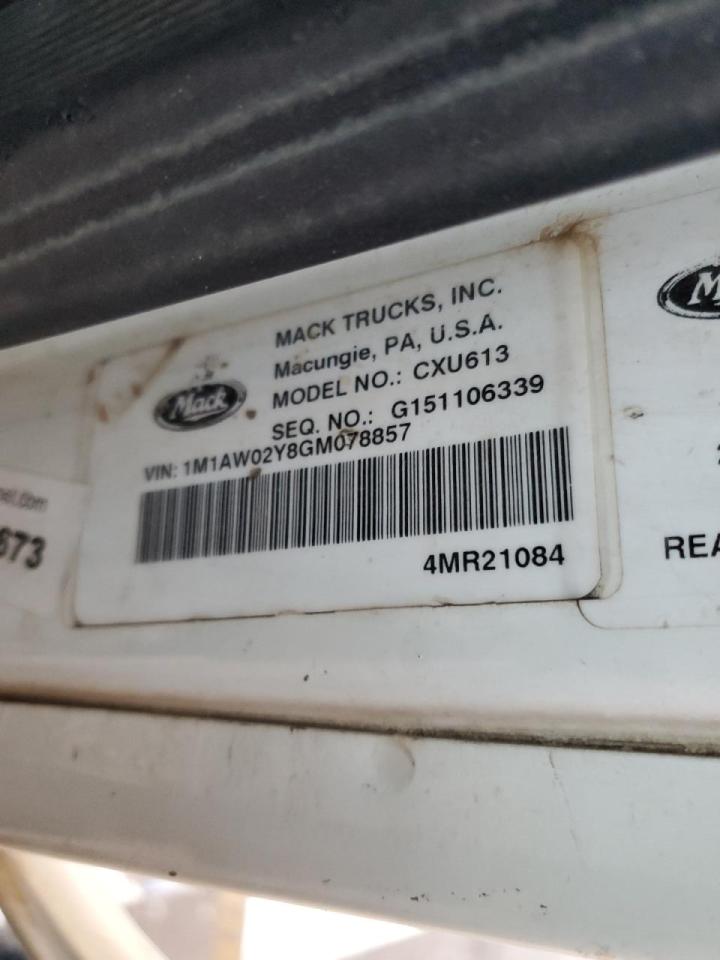 Mack
MACK TRUCKS, INC.
Macungie, PA, U.S.A.
MODEL NO.: CXU613
SEQ. NO.: G151106339
VIN: 1M1AW02Y8GM078857
4MR21084
673
REA